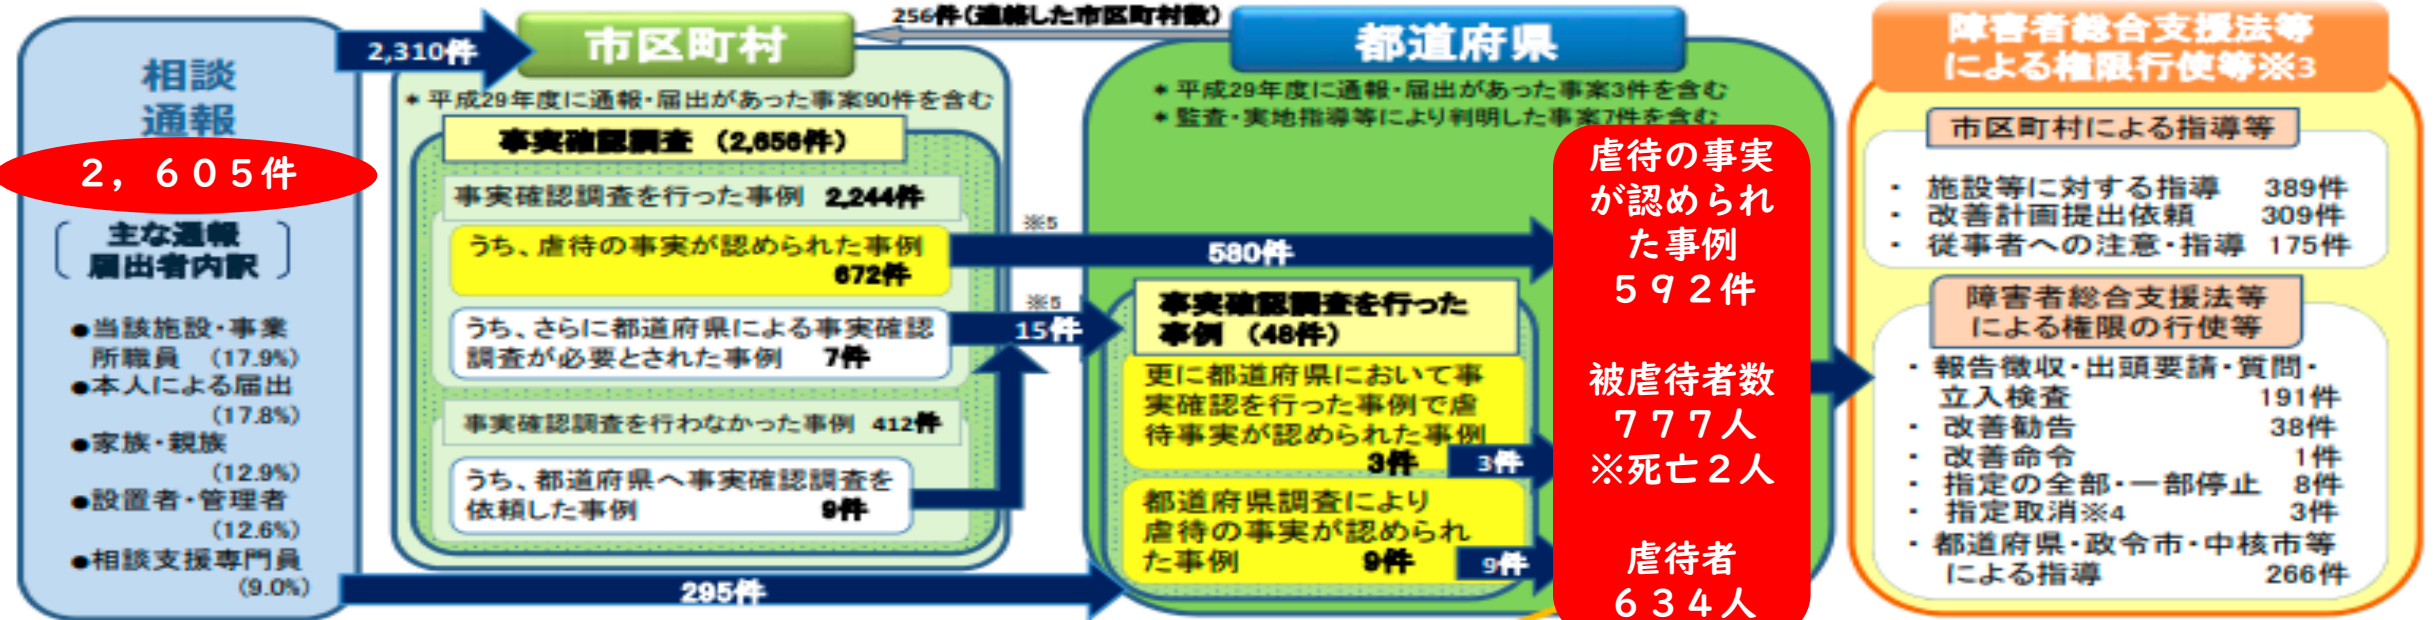 相談
通報
２，６０５件
主な通報
届出者内訳
●当該施設・事業
所職員 (17.9%)
●本人による届出
(17.8%)
●家族・親族
(12.9%)
●設置者・管理者
(12.6%)
●相談支援専門員
(9.0%)
2,310件
295件
市区町村
256件(連絡した市区町村数)
＊平成29年度に通報・届出があった事案90件を含む
事実確認調査 (2,656件)
事実確認調査を行った事例 2,244件
うち、虐待の事実が認められた事例
672件
うち、さらに都道府県による事実確認
調査が必要とされた事例 7件
事実確認調査を行わなかった事例 412件
うち、都道府県へ事実確認調査を
依頼した事例 9件
※5
580件
※5
15件
都道府県
＊平成29年度に通報・届出があった事案3件を含む
＊監査・実地指導等により判明した事案7件を含む
事実確認調査を行った
事例 (48件)
更に都道府県において事
実確認を行った事例で虐
待事実が認められた事例
3件
3件
都道府県調査により
虐待の事実が認められ
た事例 9件
9件
虐待の事実
が認められ
た事例
５９２件
被虐待者数
７７７人
※死亡２人
虐待者
６３４人
障害者総合支援法等
による権限行使等※3
市区町村による指導等
・ 施設等に対する指導 389件
・ 改善計画提出依頼 309件
・ 従事者への注意・指導 175件
障害者総合支援法等
による権限の行使等
・ 報告徴収・出頭要請・質問・
立入検査 191件
・ 改善勧告 38件
・ 改善命令 1件
・ 指定の全部・一部停止 8件
・ 指定取消※4 3件
・ 都道府県・政令市・中核市等
による指導 266件